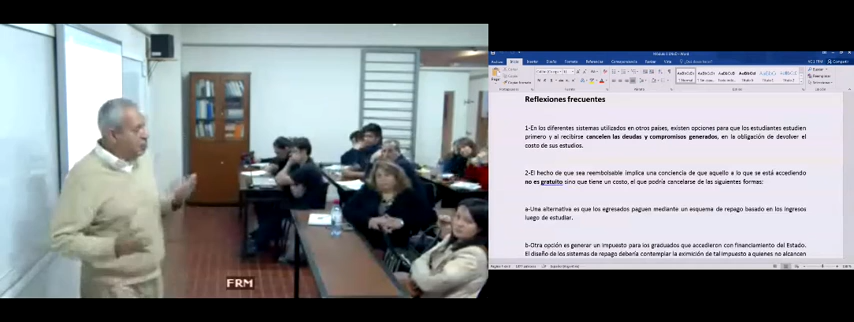 FRM
Reflexiones frecuentes
1-En los diferentes sistemas utilizados en otros países, existen opciones para que los estudiantes estudien
primero y al recibirse cancelen las deudas y compromisos generados, en la obligación de devolver el
costo de sus estudios.
2-El hecho de que sea reembolsable implica una conciencia de que aquello a lo que se está accediendo
no es gratuito sino que tiene un costo, el que podría cancelarse de las siguientes formas:
a-Una alternativa es que los egresados paguen mediante un esquema de repago basado en los ingresos
luego de estudiar.
b-Otra opción es generar un impuesto para los graduados que accedieron con financiamiento del Estado.
El diseño de los sistemas de repago debería contemplar la eximición de tal impuesto a quienes no alcancen